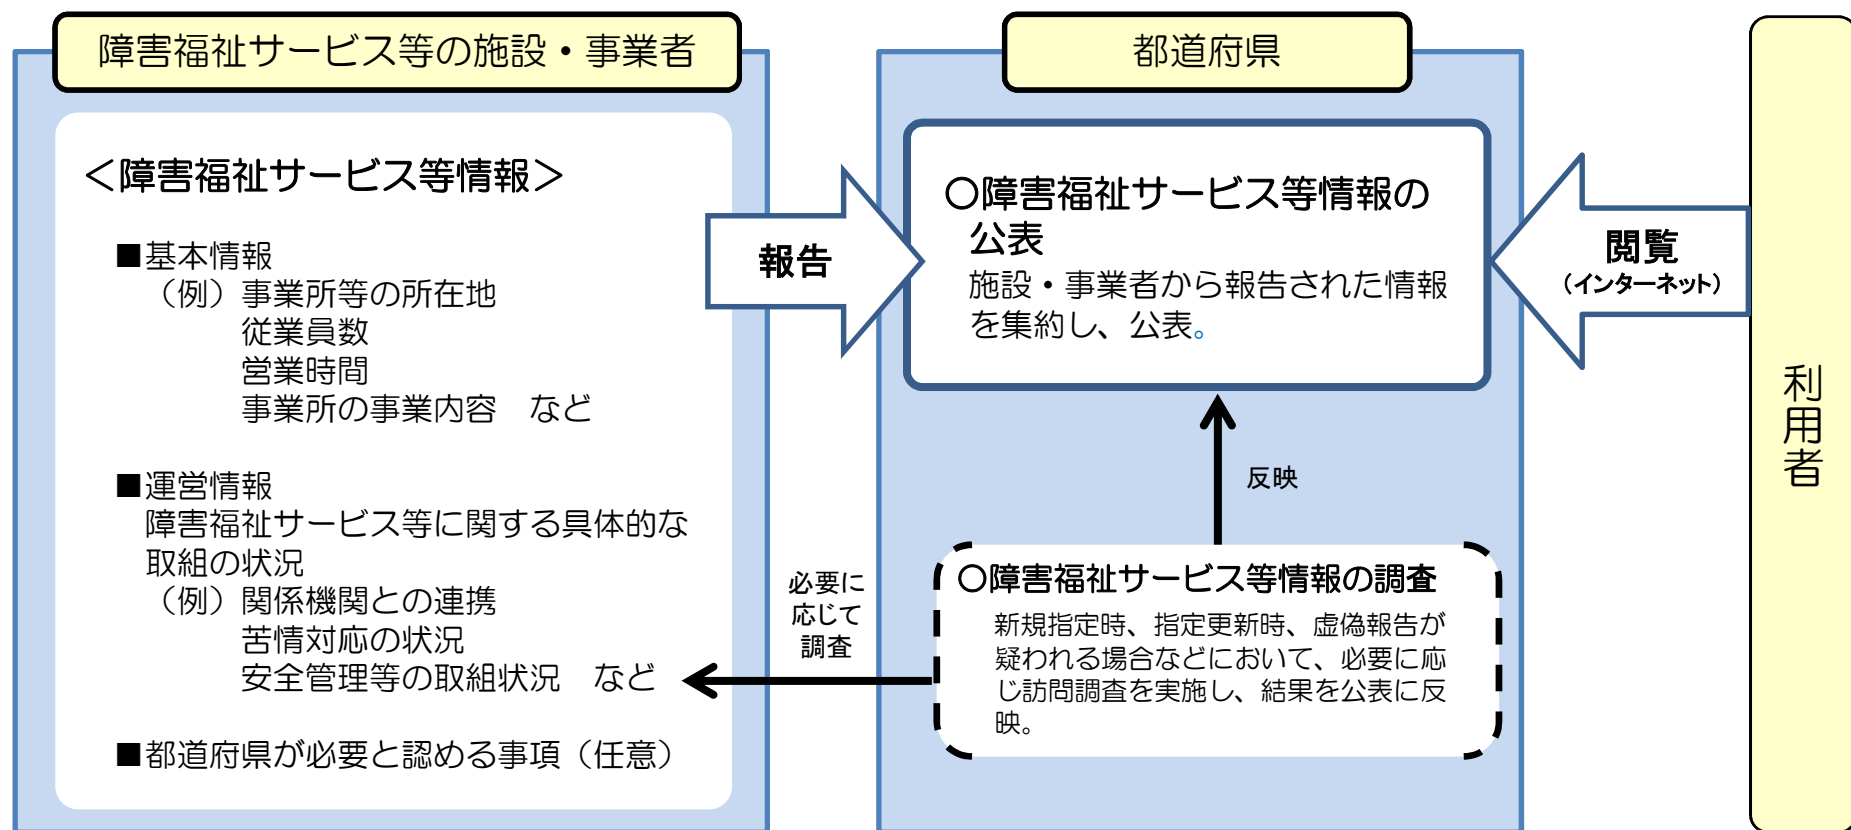 障害福祉サービス等の施設・事業者
＜障害福祉サービス等情報＞
■基本情報
（例）事業所等の所在地
従業員数
営業時間
事業所の事業内容　など
■運営情報
障害福祉サービス等に関する具体的な
取組の状況
（例）関係機関との連携
苦情対応の状況
安全管理等の取組状況　など
■都道府県が必要と認める事項（任意）
報告
必要に
応じて
調査
都道府県
〇障害福祉サービス等情報の
公表
施設・事業者から報告された情報
を集約し、公表。
反映
〇障害福祉サービス等情報の調査
新規指定時、指定更新時、虚偽報告が
疑われる場合などにおいて、必要に応
じ訪問調査を実施し、結果を公表に反
映。
閲覧
（インターネット）
利用者